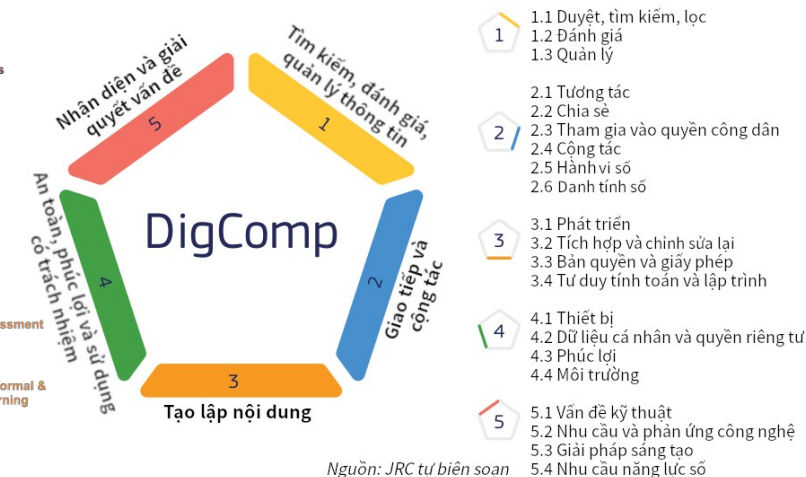 s
ssment
ormal &
rning
Nhận diện và giải
quyết vấn đề
5
Tìm kiếm, đánh giá,
quản lý thông tin
1
An toàn, phúc lợi và sử dụng
có trách nhiệm
4
DigComp
2
Giao tiếp và
cộng tác
3
Tạo lập nội dung
1
1.1 Duyệt, tìm kiếm, lọc
1.2 Đánh giá
1.3 Quản lý
2
2.1 Tương tác
2.2 Chia sẻ
2.3 Tham gia vào quyền công dân
2.4 Cộng tác
2.5 Hành vi số
2.6 Danh tính số
3
3.1 Phát triển
3.2 Tích hợp và chỉnh sửa lại
3.3 Bản quyền và giấy phép
3.4 Tư duy tính toán và lập trình
4
4.1 Thiết bị
4.2 Dữ liệu cá nhân và quyền riêng tư
4.3 Phúc lợi
4.4 Môi trường
5
5.1 Vấn đề kỹ thuật
5.2 Nhu cầu và phản ứng công nghệ
5.3 Giải pháp sáng tạo
5.4 Nhu cầu năng lực số
Nguồn: JRC tự biên soạn